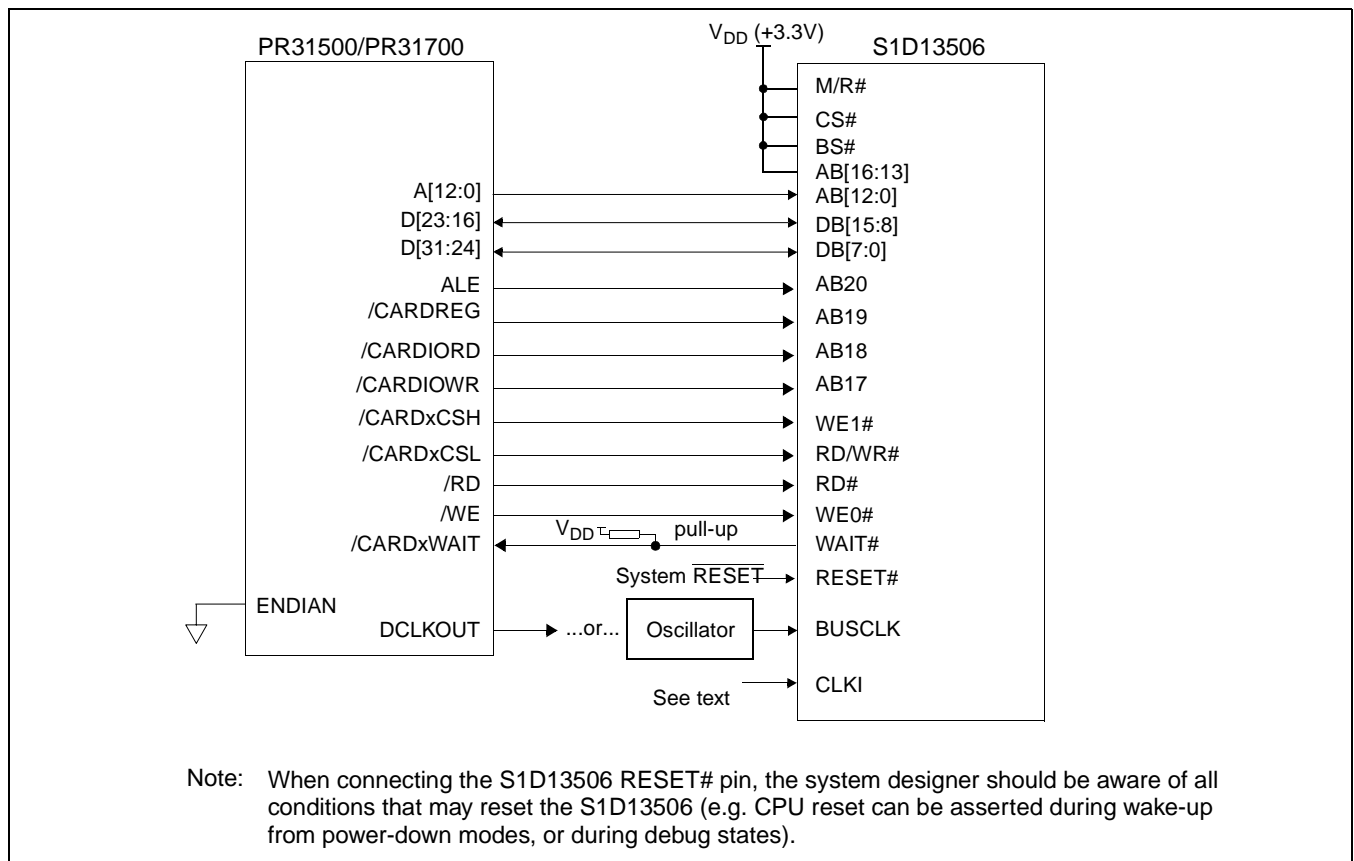 V_DD (+3.3V)
PR31500/PR31700
S1D13506
M/R#
CS#
BS#
AB[16:13]
A[12:0]
AB[12:0]
D[23:16]
DB[15:8]
D[31:24]
DB[7:0]
ALE
AB20
/CARDREG
AB19
/CARDIORD
AB18
/CARDIOWR
AB17
/CARDxCSH
WE1#
/CARDxCSL
RD/WR#
/RD
RD#
/WE
WE0#
V_DD
pull-up
/CARDxWAIT
WAIT#
System RESET
RESET#
ENDIAN
DCLKOUT
...or...
Oscillator
BUSCLK
See text
CLKI
Note: When connecting the S1D13506 RESET# pin, the system designer should be aware of all
conditions that may reset the S1D13506 (e.g. CPU reset can be asserted during wake-up
from power-down modes, or during debug states).